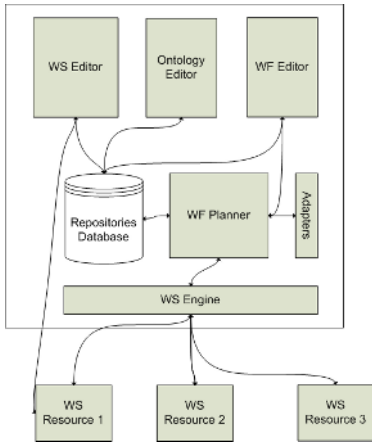 WS Editor
Ontology
Editor
WF Editor
Repositories
Database
WF Planner
Adapters
WS Engine
WS
Resource 1
WS
Resource 2
WS
Resource 3